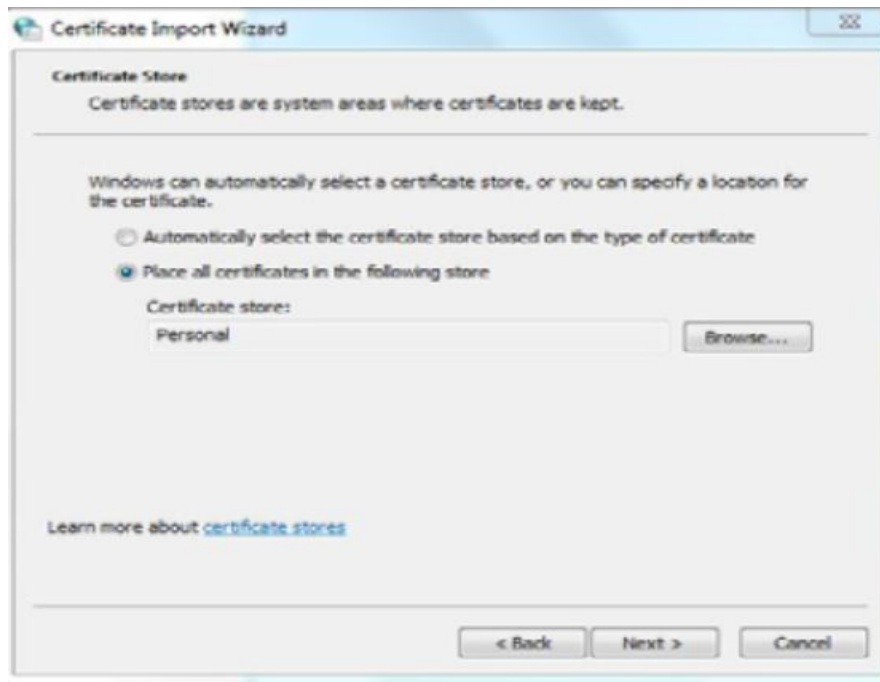 Certificate Import Wizard
Certificate Store
Certificate stores are system areas where certificates are kept.
Windows can automatically select a certificate store, or you can specify a location for
the certificate.
Automatically select the certificate store based on the type of certificate
Place all certificates in the following store
Certificate store:
Personal
Browse...
Learn more about certificate stores
< Back
Next >
Cancel